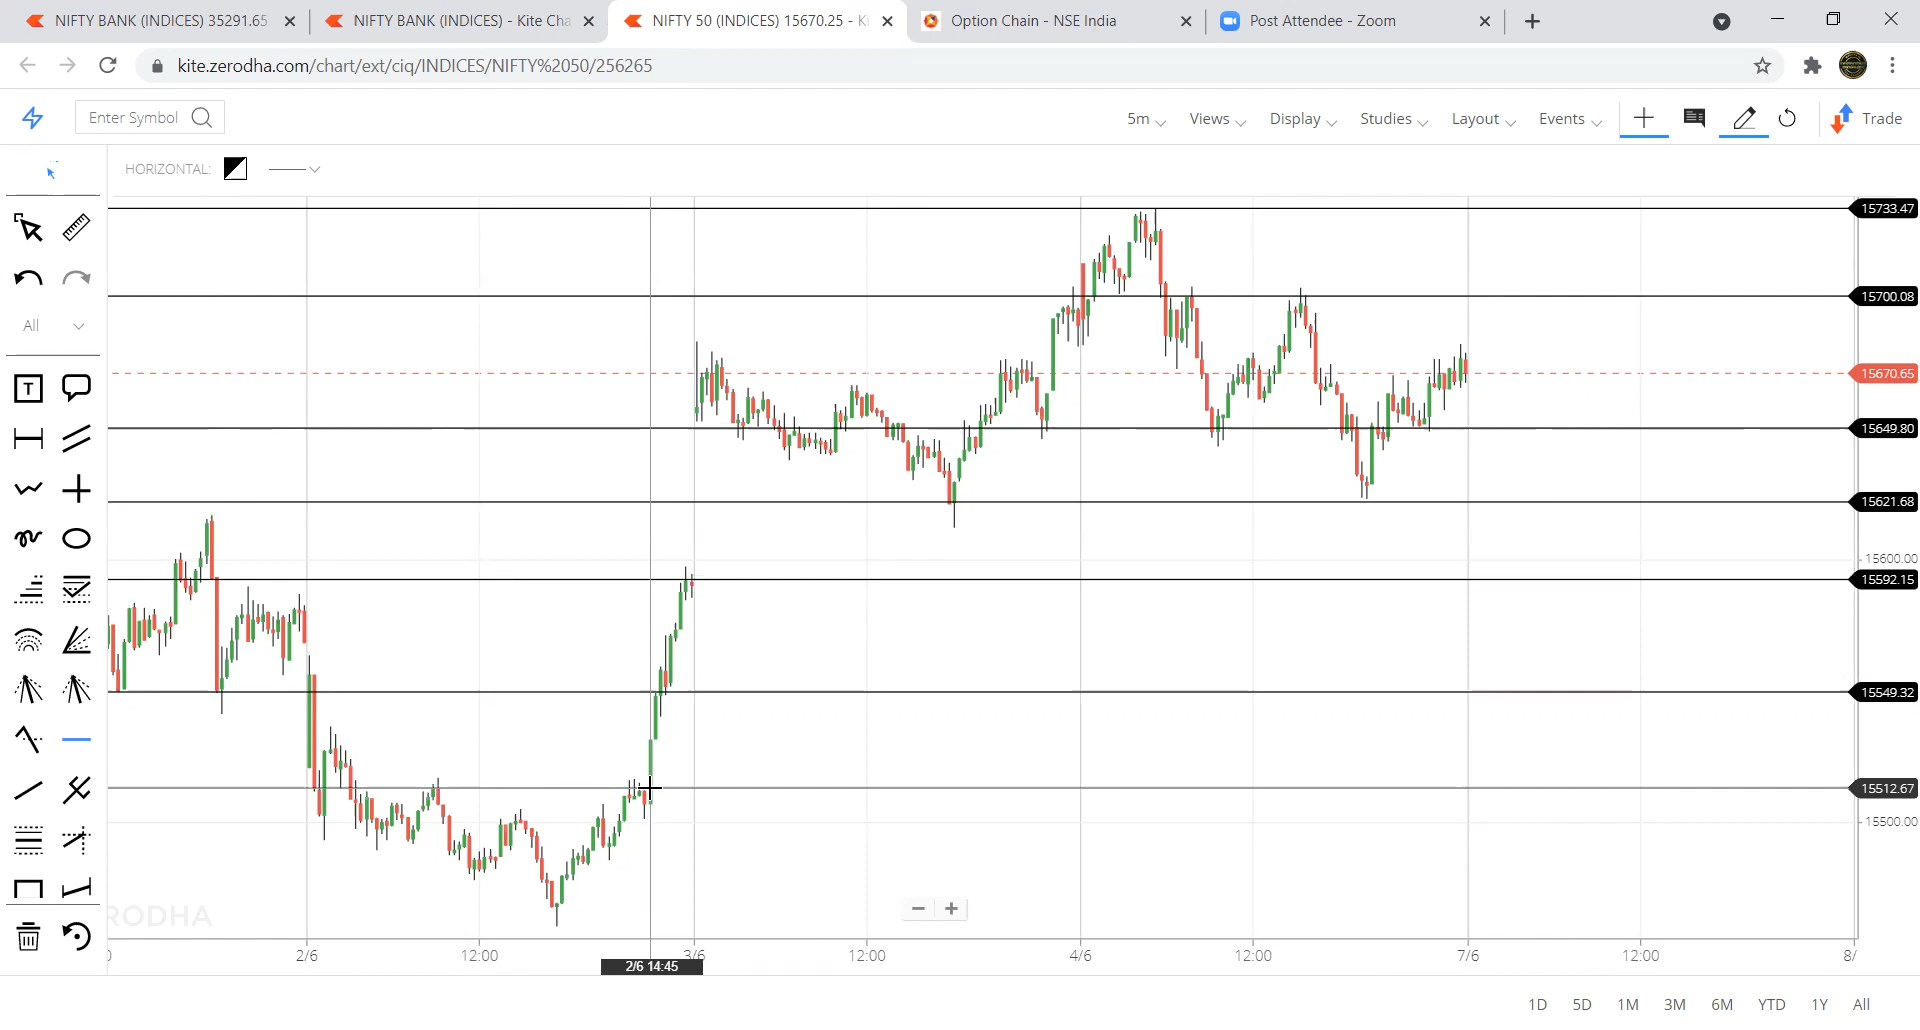 NIFTY BANK (INDICES) 35291.65
NIFTY BANK (INDICES) - Kite Cha
NIFTY 50 (INDICES) 15670.25 - Ki
Option Chain - NSE India
Post Attendee - Zoom
kite.zerodha.com/chart/ext/ciq/INDICES/NIFTY%2050/256265
Enter Symbol
5m Views Display Studies Layout Events Trade
HORIZONTAL:
All
T
15733.47
15700.08
15670.65
15649.80
15621.68
15600.00
15592.15
15549.32
15512.67
15500.00
RODHA
2/6 12:00 3/6 12:00 4/6 12:00 7/6 12:00 8/
2/6 14:45
1D 5D 1M 3M 6M YTD 1Y All